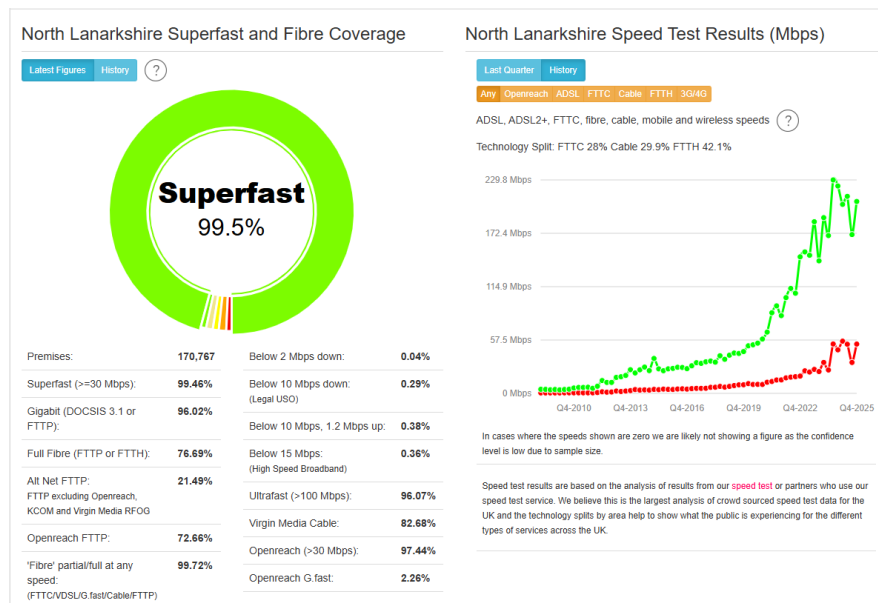 North Lanarkshire Superfast and Fibre Coverage
Latest Figures History ?
Superfast
99.5%
Premises: 170,767
Superfast (>=30 Mbps): 99.46%
Gigabit (DOCSIS 3.1 or 96.02%
FTTP):
Full Fibre (FTTP or FTTH): 76.69%
Alt Net FTTP: 21.49%
FTTP excluding Openreach,
KCOM and Virgin Media RFOG
Openreach FTTP: 72.66%
'Fibre' partial/full at any 99.72%
speed:
(FTTC/VDSL/G.fast/Cable/FTTP)
Below 2 Mbps down: 0.04%
Below 10 Mbps down: 0.29%
(Legal USO)
Below 10 Mbps, 1.2 Mbps up: 0.38%
Below 15 Mbps: 0.36%
(High Speed Broadband)
Ultrafast (>100 Mbps): 96.07%
Virgin Media Cable: 82.68%
Openreach (>30 Mbps): 97.44%
Openreach G.fast: 2.26%
North Lanarkshire Speed Test Results (Mbps)
Last Quarter History
Any Openreach ADSL FTTC Cable FTTH 3G/4G
ADSL, ADSL2+, FTTC, fibre, cable, mobile and wireless speeds ?
Technology Split: FTTC 28% Cable 29.9% FTTH 42.1%
229.8 Mbps
172.4 Mbps
114.9 Mbps
57.5 Mbps
0 Mbps
Q4-2010 Q4-2013 Q4-2016 Q4-2019 Q4-2022 Q4-2025
In cases where the speeds shown are zero we are likely not showing a figure as the confidence
level is low due to sample size.
Speed test results are based on the analysis of results from our speed test or partners who use our
speed test service. We believe this is the largest analysis of crowd sourced speed test data for the
UK and the technology splits by area help to show what the public is experiencing for the different
types of services across the UK.